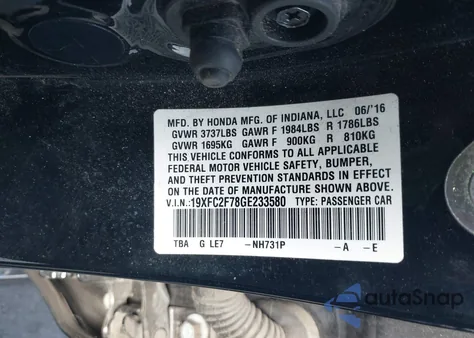 MFD. BY HONDA MFG. OF INDIANA, LLC 06/'16
GVWR 3737LBS GAWR F 1984LBS R 1786LBS
GVWR 1695KG GAWR F 900KG R 810KG
THIS VEHICLE CONFORMS TO ALL APPLICABLE
FEDERAL MOTOR VEHICLE SAFETY, BUMPER,
AND THEFT PREVENTION STANDARDS IN EFFECT
ON THE DATE OF MANUFACTURE SHOWN ABOVE.
V.I.N.:19XFC2F78GE233580 TYPE: PASSENGER CAR
TBA G LE7 -NH731P -A -E
autoSnap